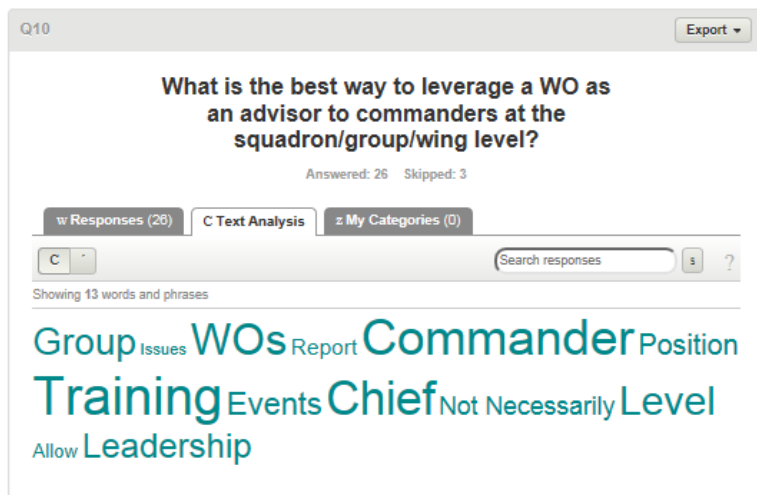 Q10
Export
What is the best way to leverage a WO as
an advisor to commanders at the
squadron/group/wing level?
Answered: 26 Skipped: 3
w Responses (26) C Text Analysis z My Categories (0)
C ´ Search responses s ?
Showing 13 words and phrases
Group Issues WOs Report Commander Position
Training Events Chief Not Necessarily Level
Allow Leadership